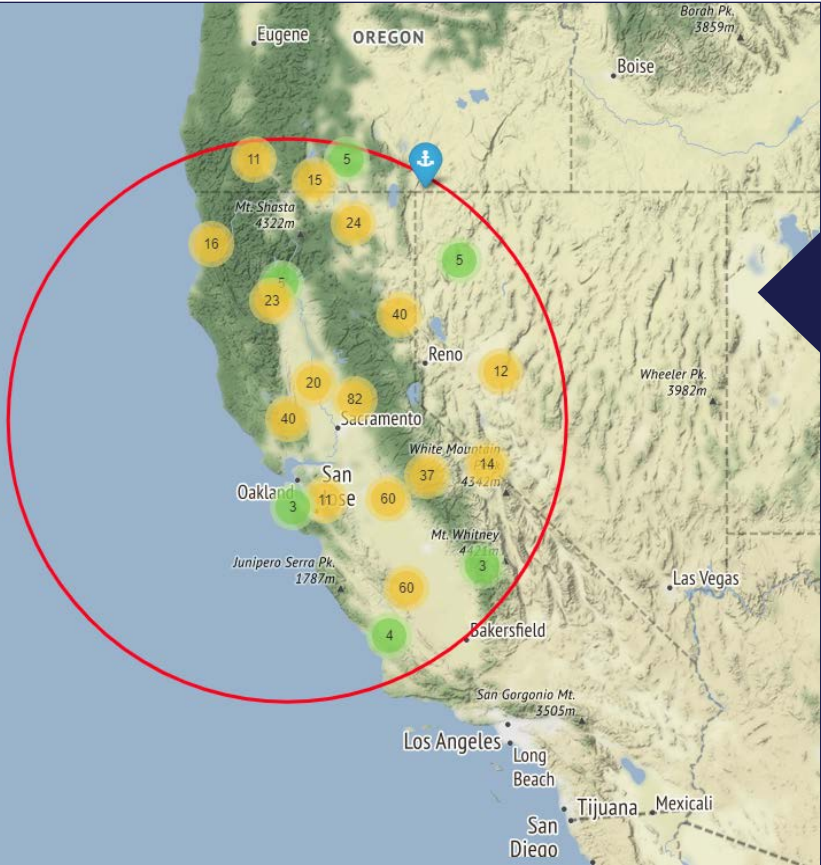 Borah Pk.
3859m
Eugene
OREGON
Boise
11
5
15
Mt. Shasta
4322m
24
16
5
5
23
40
Reno
12
Wheeler Pk.
3982m
20
82
40
Sacramento
White Mountain
4342m
14
37
San
Jose
Oakland
11
60
3
Mt. Whitney
4421m
3
Junipero Serra Pk.
1787m
Las Vegas
60
4
Bakersfield
San Gorgonio Mt.
3505m
Los Angeles
Long
Beach
Tijuana
Mexicali
San
Diego